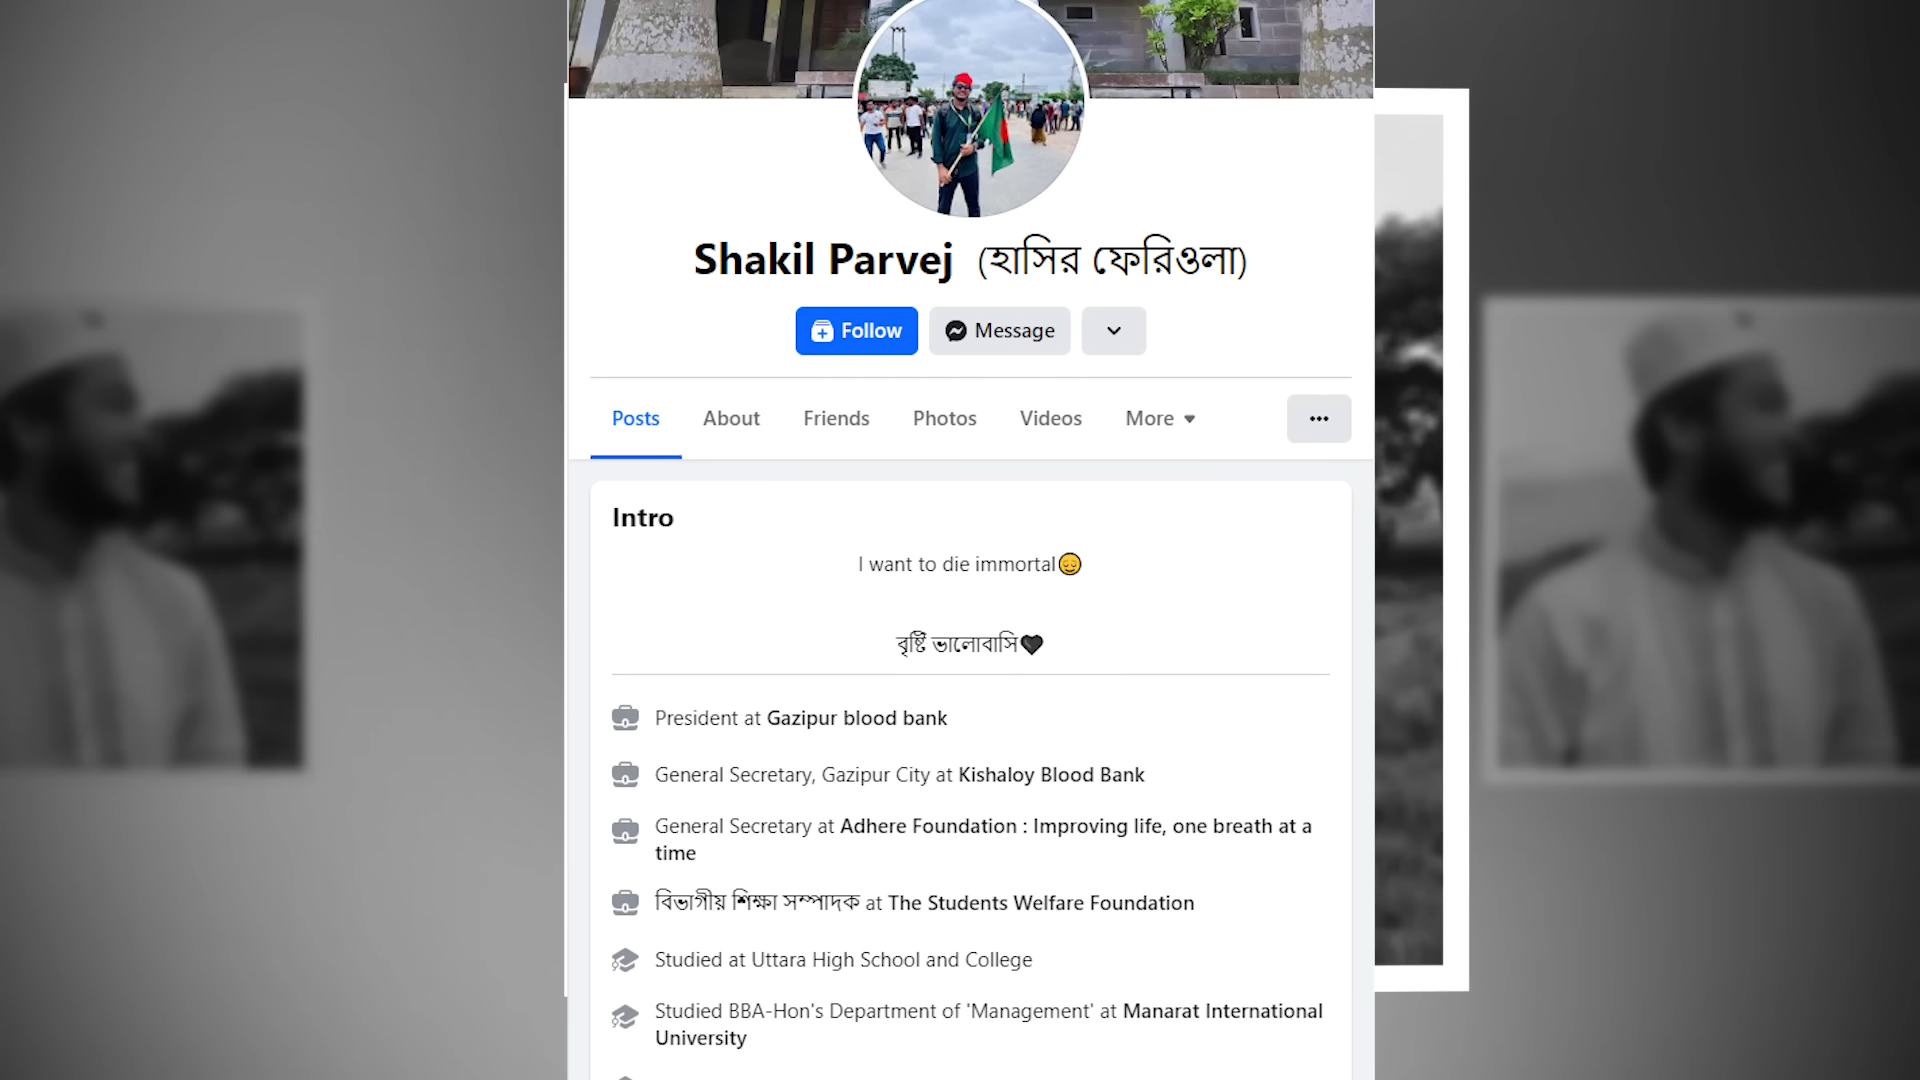 Shakil Parvej (হাসির ফেরিওলা)
Follow
Message
Posts
About
Friends
Photos
Videos
More
Intro
I want to die immortal😌
বৃষ্টি ভালোবাসি🖤
President at Gazipur blood bank
General Secretary, Gazipur City at Kishaloy Blood Bank
General Secretary at Adhere Foundation : Improving life, one breath at a
time
বিভাগীয় শিক্ষা সম্পাদক at The Students Welfare Foundation
Studied at Uttara High School and College
Studied BBA-Hon's Department of 'Management' at Manarat International
University